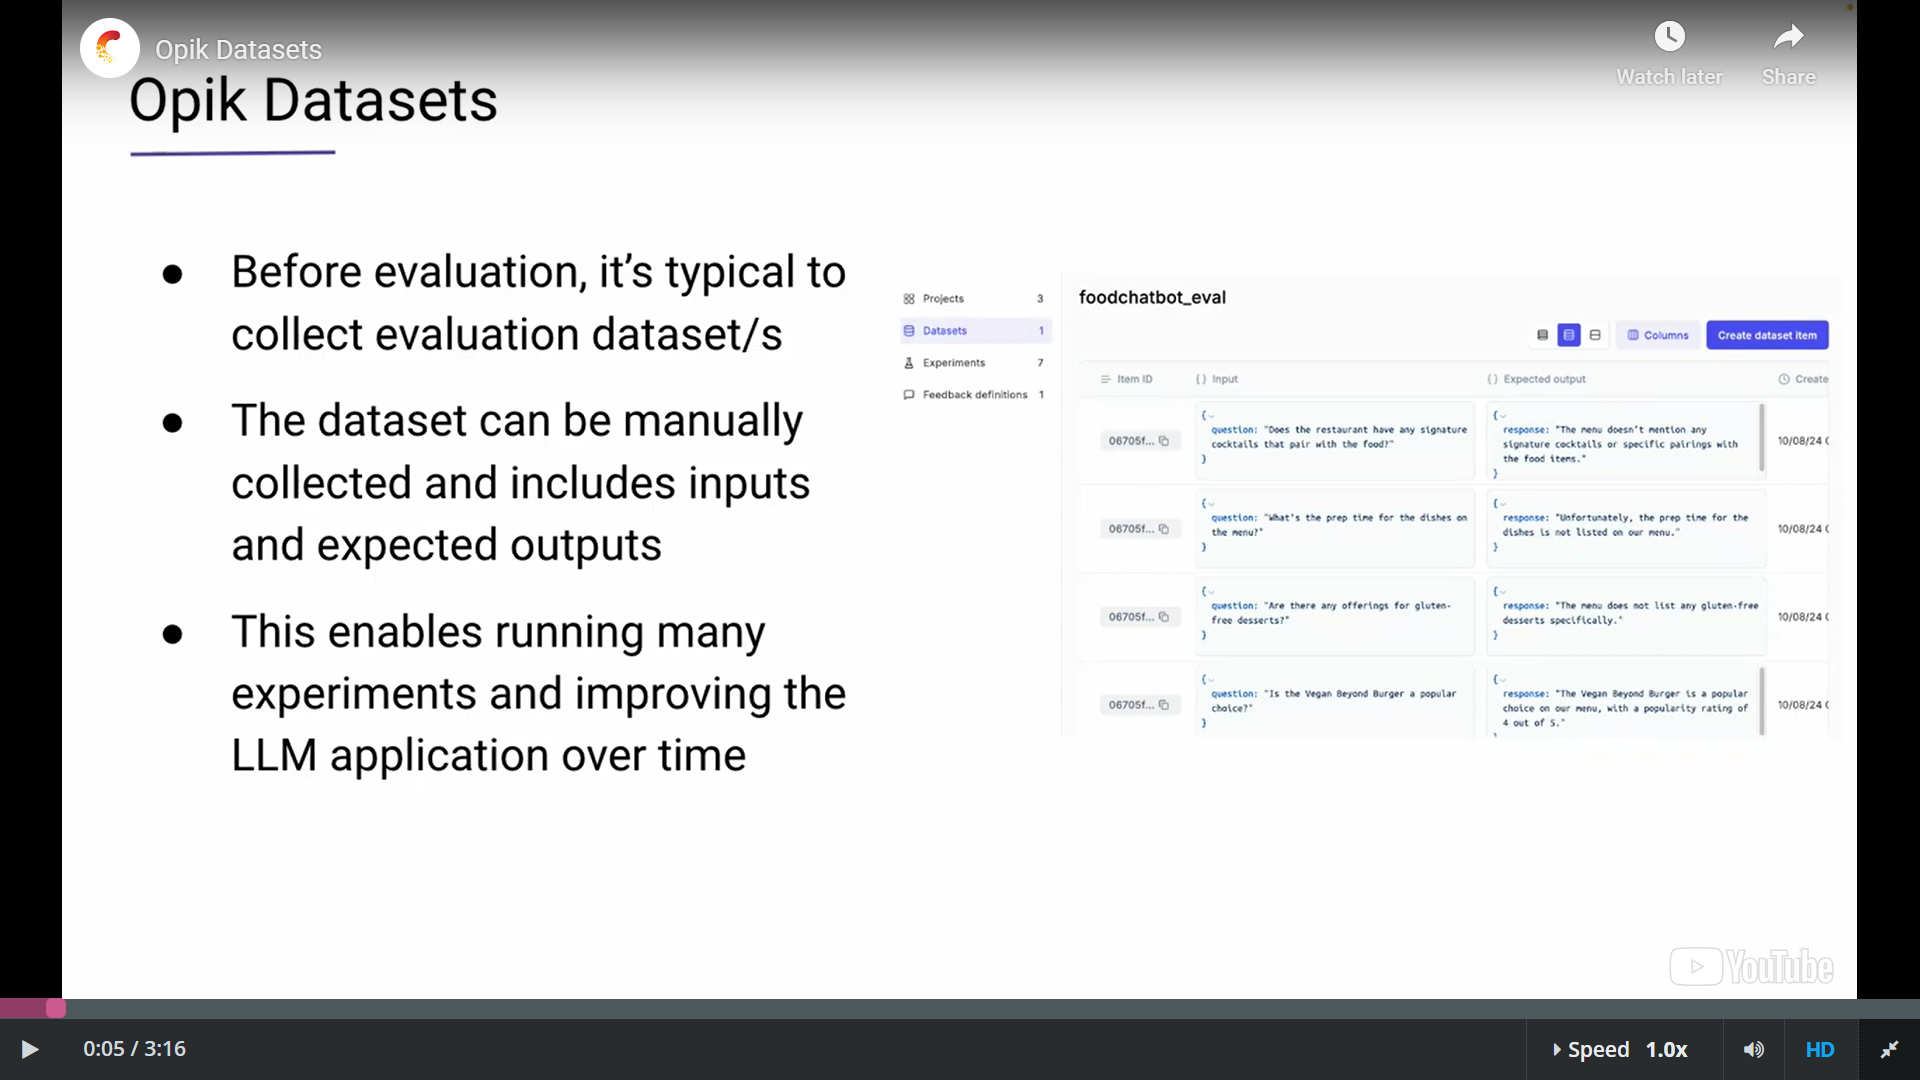 Opik Datasets
Watch later
Share
Opik Datasets
● Before evaluation, it's typical to
collect evaluation dataset/s
● The dataset can be manually
collected and includes inputs
and expected outputs
● This enables running many
experiments and improving the
LLM application over time
Projects 3
Datasets 1
Experiments 7
Feedback definitions 1
foodchatbot_eval
Columns
Create dataset item
Item ID
{} Input
{} Expected output
Create
06705f...
{
question: "Does the restaurant have any signature
cocktails that pair with the food?"
}
{
response: "The menu doesn't mention any
signature cocktails or specific pairings with
the food items."
}
10/08/24 0
06705f...
{
question: "What's the prep time for the dishes on
the menu?"
}
{
response: "Unfortunately, the prep time for the
dishes is not listed on our menu."
}
10/08/24 0
06705f...
{
question: "Are there any offerings for gluten-
free desserts?"
}
{
response: "The menu does not list any gluten-free
desserts specifically."
}
10/08/24 0
06705f...
{
question: "Is the Vegan Beyond Burger a popular
choice?"
}
{
response: "The Vegan Beyond Burger is a popular
choice on our menu, with a popularity rating of
4 out of 5."
10/08/24 0
YouTube
0:05 / 3:16
Speed 1.0x
HD